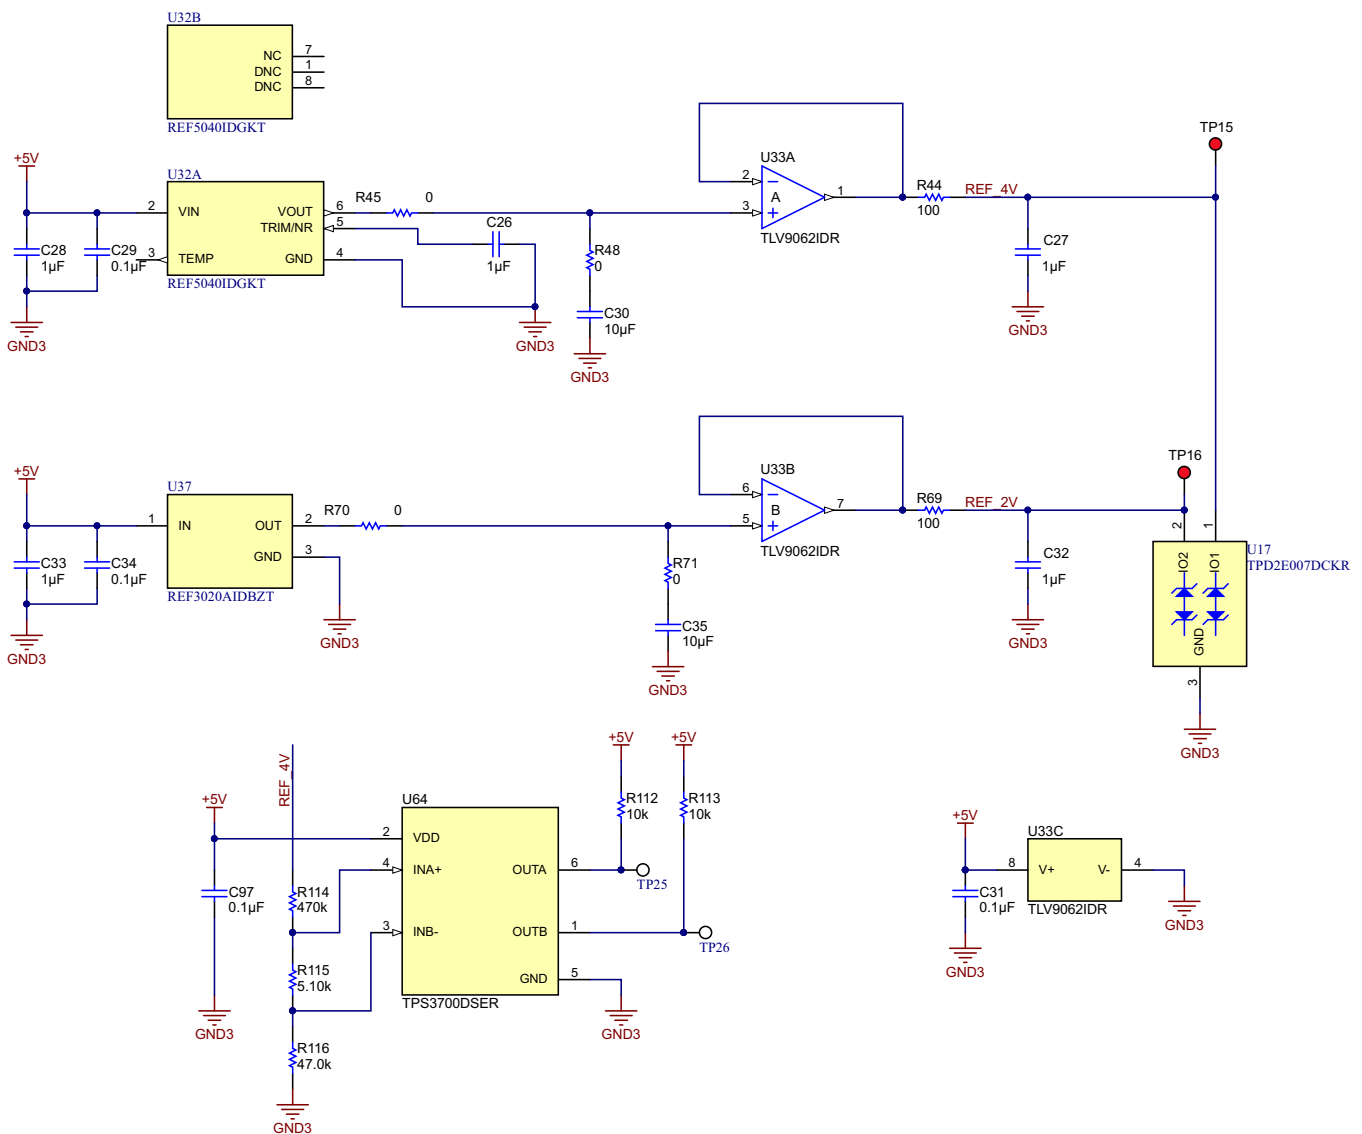 U32B
NC 7
DNC 1
DNC 8
REF5040IDGKT
+5V
U32A
2 VIN
VOUT 6
TRIM/NR 5
3 TEMP
GND 4
REF5040IDGKT
C28
1µF
C29
0.1µF
GND3
R45 0
C26
1µF
GND3
R48
0
C30
10µF
GND3
U33A
2
A
3
1
TLV9062IDR
R44
100
REF_4V
C27
1µF
GND3
TP15
+5V
U37
1 IN
OUT 2
GND 3
REF3020AIDBZT
C33
1µF
C34
0.1µF
GND3
GND3
R70 0
R71
0
C35
10µF
GND3
U33B
6
B
5
7
TLV9062IDR
R69
100
REF_2V
C32
1µF
GND3
TP16
2
1
U17
TPD2E007DCKR
IO2
IO1
GND
3
GND3
REF_4V
+5V
C97
0.1µF
GND3
R114
470k
R115
5.10k
R116
47.0k
GND3
U64
2 VDD
4 INA+
3 INB-
OUTA 6
OUTB 1
GND 5
TPS3700DSER
+5V
R112
10k
+5V
R113
10k
TP25
TP26
GND3
+5V
U33C
8 V+
V- 4
TLV9062IDR
C31
0.1µF
GND3
GND3